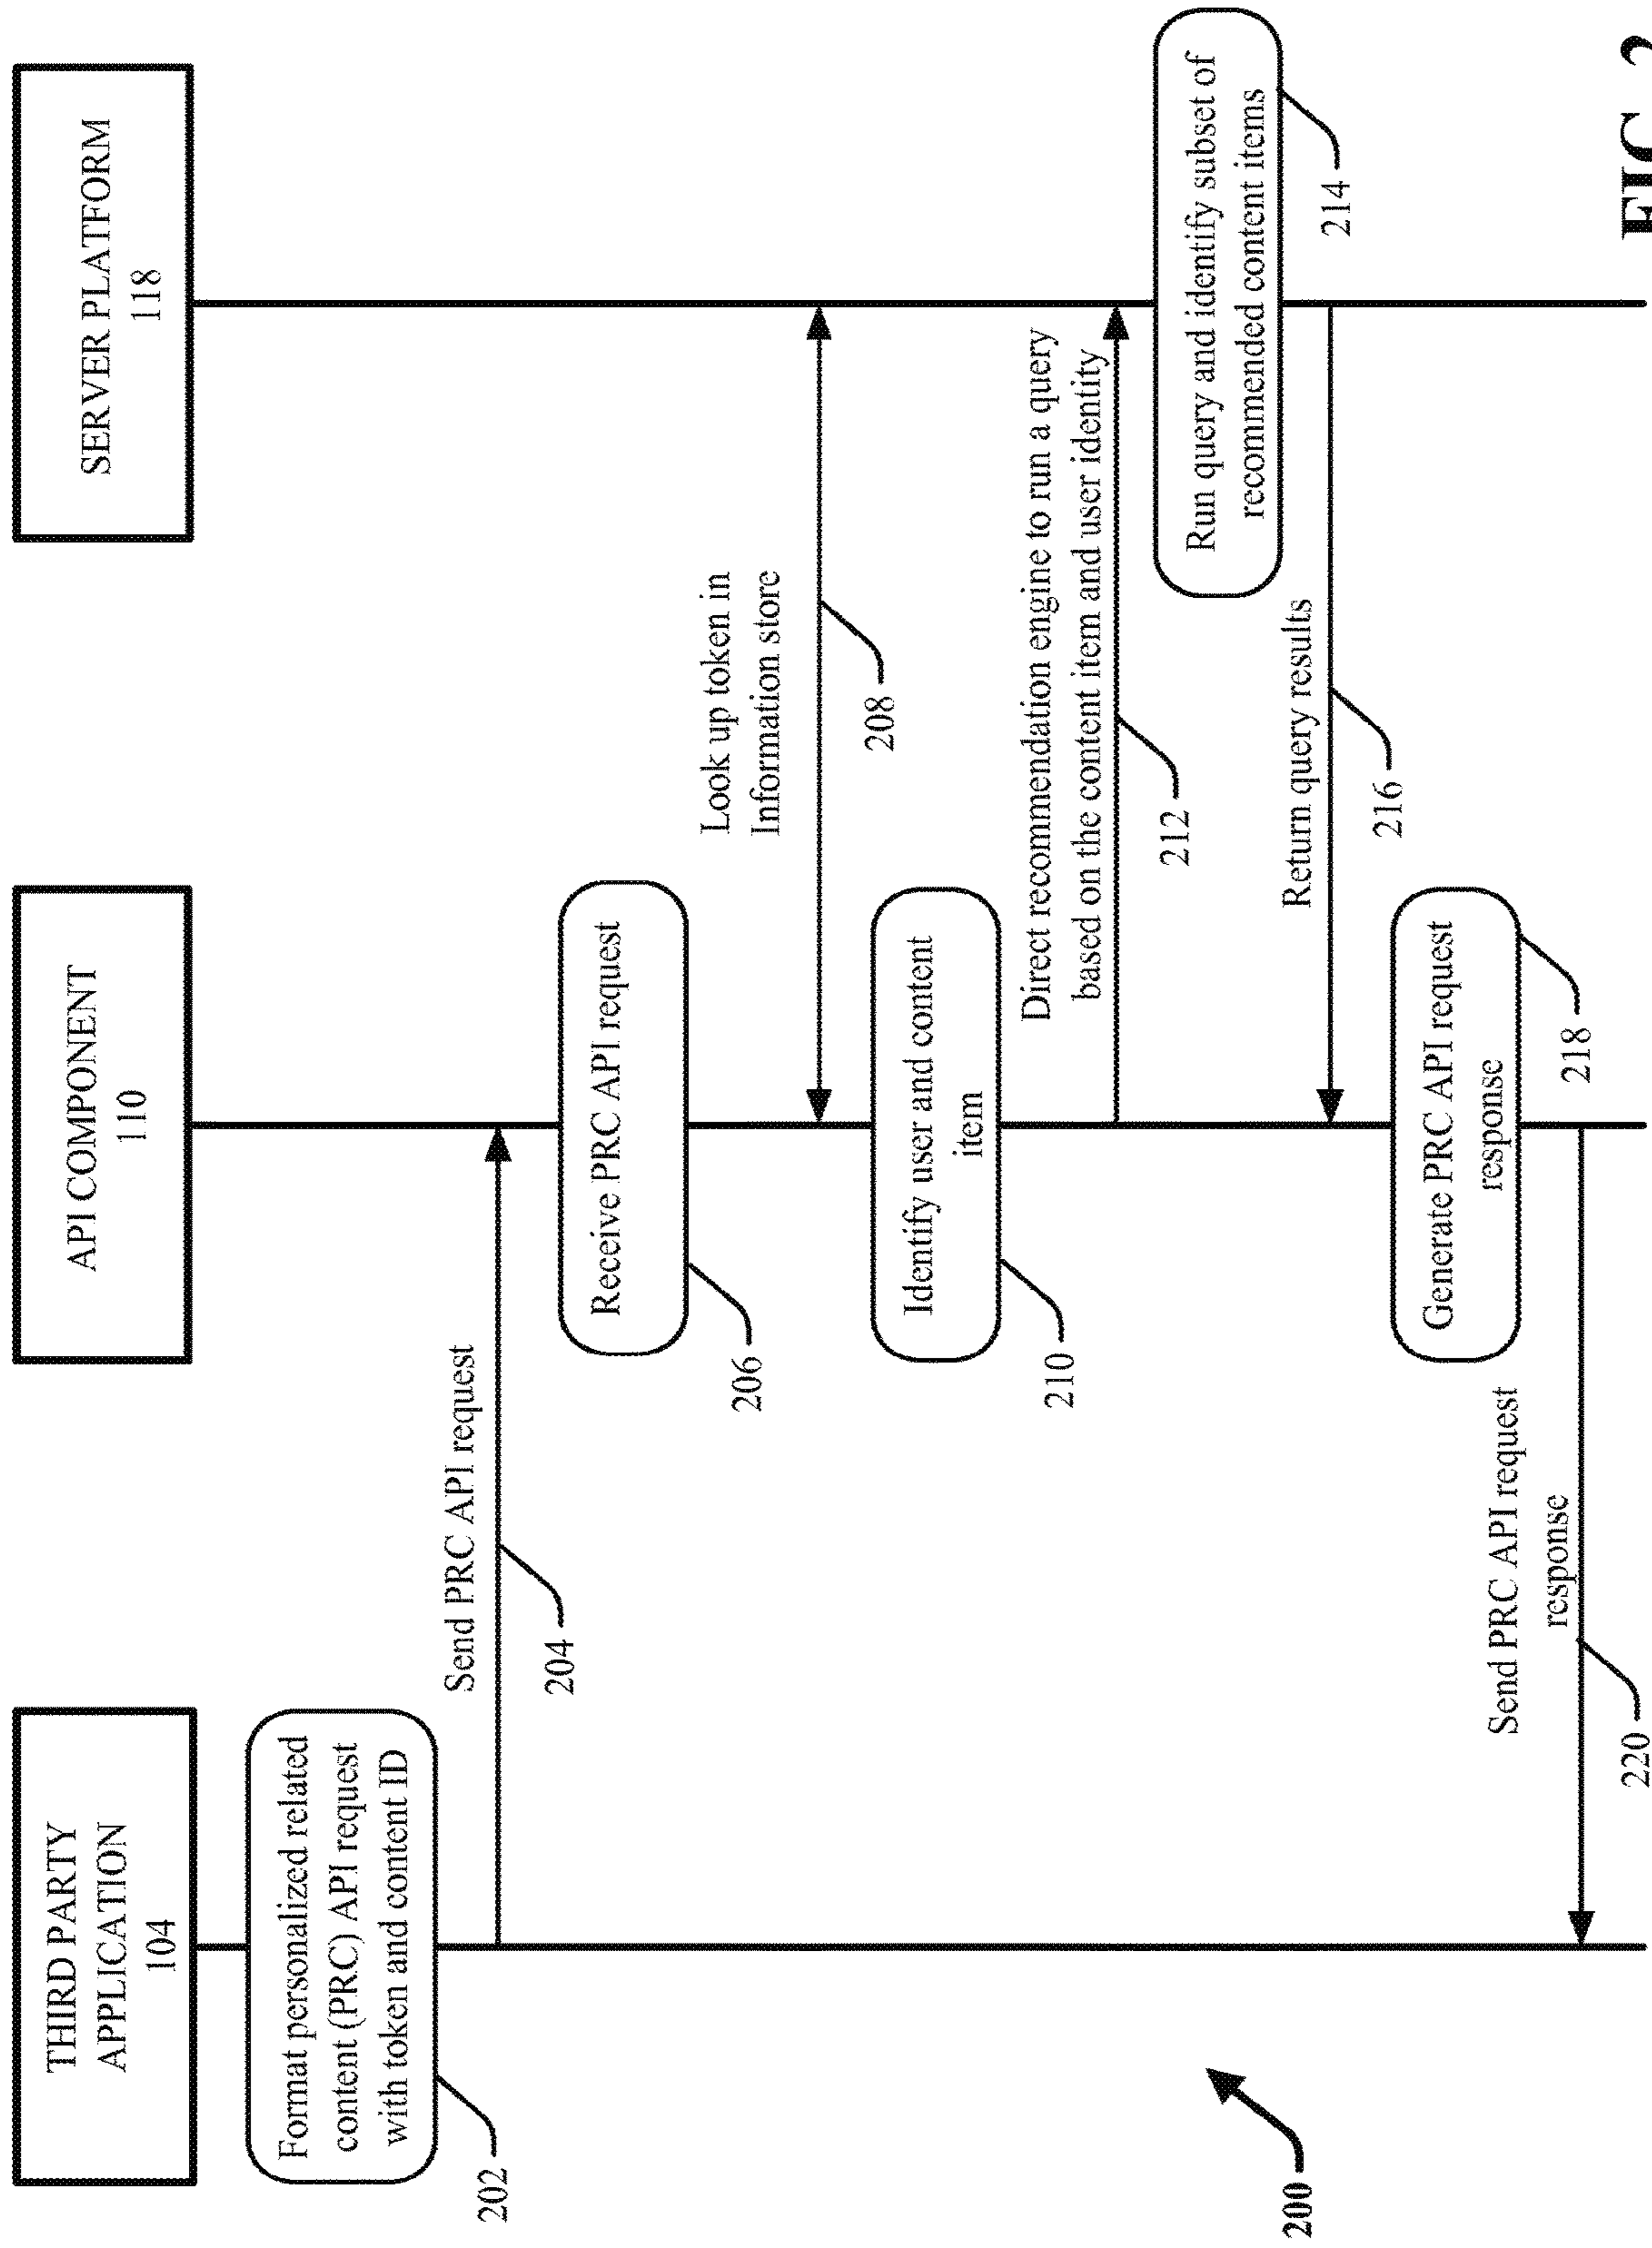 THIRD PARTY
APPLICATION
104
API COMPONENT
110
SERVER PLATFORM
118
Format personalized related
content (PRC) API request
with token and content ID
202
Send PRC API request
204
Receive PRC API request
206
Look up token in
Information store
208
Identify user and content
item
210
Direct recommendation engine to run a query
based on the content item and user identity
212
Run query and identify subset of
recommended content items
214
Return query results
216
Generate PRC API request
response
218
Send PRC API request
response
220
200
FIG. 2